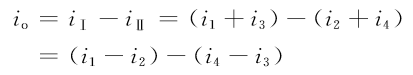 i_o = i_Ⅰ − i_Ⅱ = (i_1 + i_3) − (i_2 + i_4)
= (i_1 − i_2) − (i_4 − i_3)